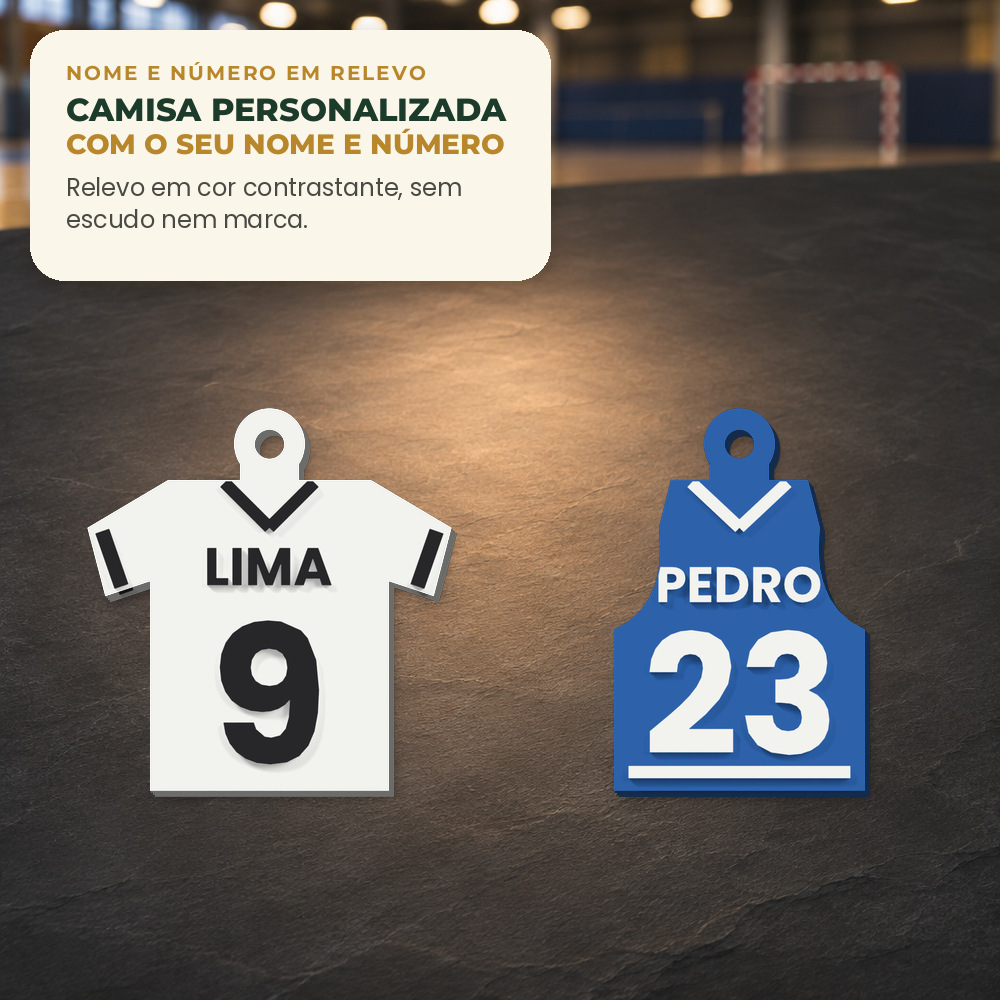 NOME E NÚMERO EM RELEVO
CAMISA PERSONALIZADA
COM O SEU NOME E NÚMERO
Relevo em cor contrastante, sem
escudo nem marca.
LIMA
9
PEDRO
23